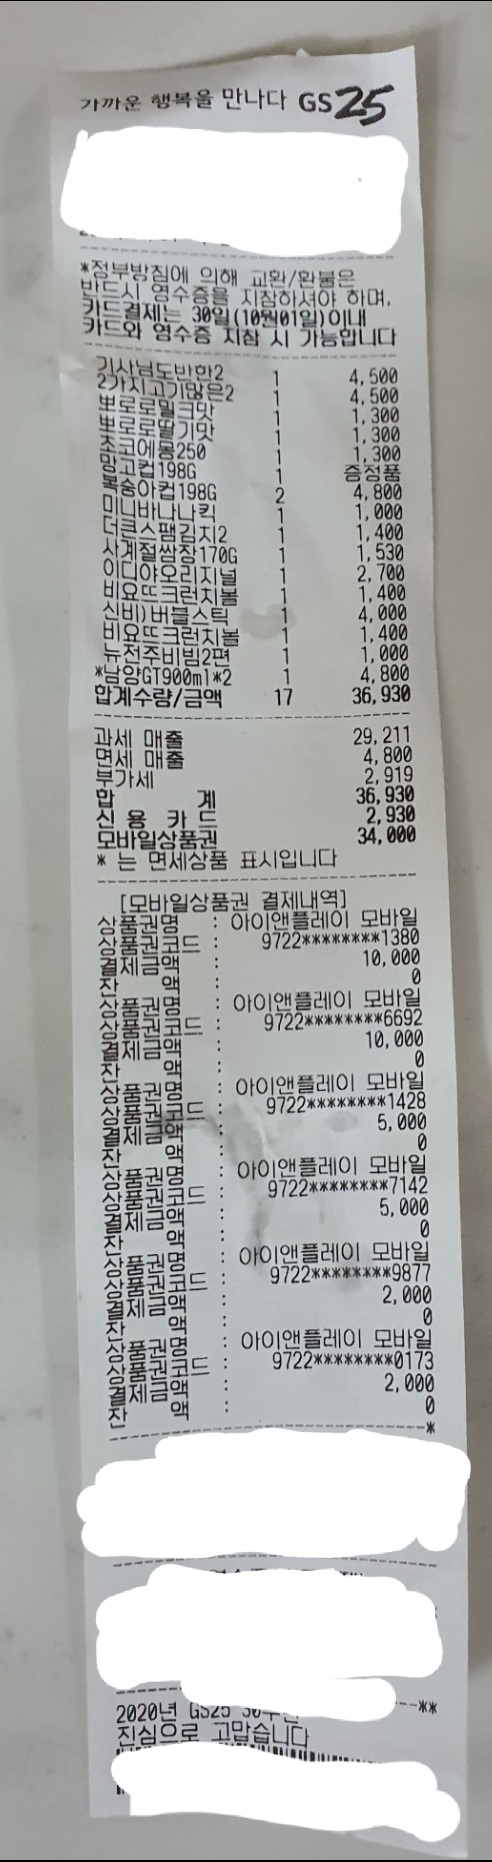 가까운 행복을 만나다 GS25
*정부방침에 의해 교환/환불은
반드시 영수증을 지참하셔야 하며,
카드결제는 30일(10월01일)이내
카드와 영수증 지참 시 가능합니다
기사님도반한2 1 4,500
2가지고기많은2 1 4,500
뽀로로밀크맛 1 1,300
뽀로로딸기맛 1 1,300
초코에몽250 1 1,300
망고컵198G 1 증정품
복숭아컵198G 2 4,800
미니바나나킥 1 1,000
더큰스팸김치2 1 1,400
사계절쌈장170G 1 1,530
이디야오리지널 1 2,700
비요뜨크런치볼 1 1,400
신비)버블스틱 1 4,000
비요뜨크런치볼 1 1,400
뉴전주비빔2편 1 1,000
*남양GT900ml*2 1 4,800
합계수량/금액 17 36,930
과세 매출 29,211
면세 매출 4,800
부가세 2,919
합 계 36,930
신 용 카 드 2,930
모바일상품권 34,000
* 는 면세상품 표시입니다
[모바일상품권 결제내역]
상품권명 : 아이앤플레이 모바일
상품권코드 : 9722********1380
결제금액 : 10,000
잔 액 : 0
상품권명 : 아이앤플레이 모바일
상품권코드 : 9722********6692
결제금액 : 10,000
잔 액 : 0
상품권명 : 아이앤플레이 모바일
상품권코드 : 9722********1428
결제금액 : 5,000
잔 액 : 0
상품권명 : 아이앤플레이 모바일
상품권코드 : 9722********7142
결제금액 : 5,000
잔 액 : 0
상품권명 : 아이앤플레이 모바일
상품권코드 : 9722********9877
결제금액 : 2,000
잔 액 : 0
상품권명 : 아이앤플레이 모바일
상품권코드 : 9722********0173
결제금액 : 2,000
잔 액 : 0
2020년 GS25
진심으로 고맙습니다